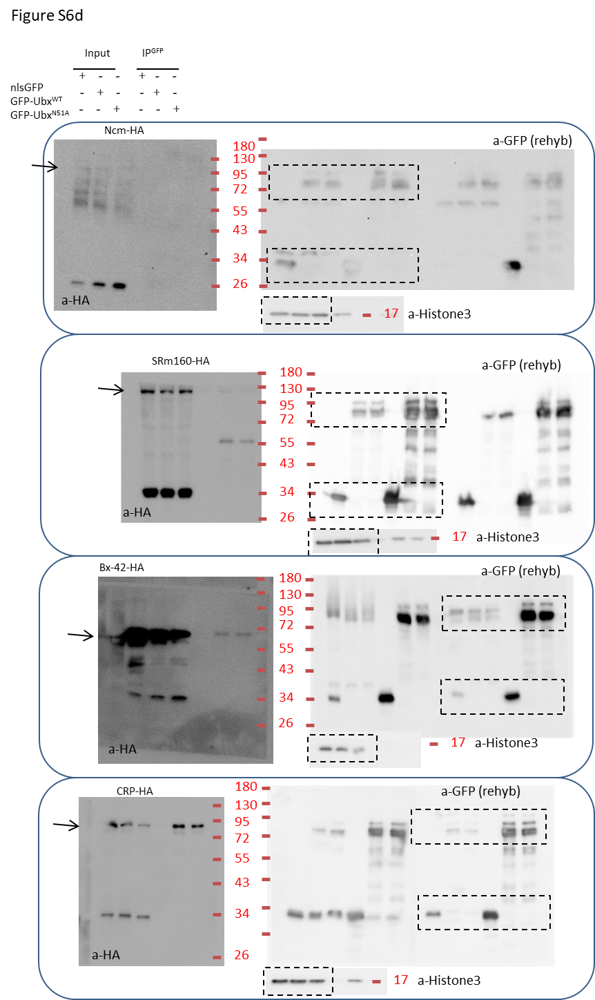 Figure S6d
Input IPGFP
+ - - + - -
nlsGFP - + - - + -
GFP-UbxWT - - + - - +
GFP-UbxN51A
Ncm-HA
a-GFP (rehyb)
180
130
95
72
55
43
34
26
a-HA
17 a-Histone3
SRm160-HA
a-GFP (rehyb)
180
130
95
72
55
43
34
26
a-HA
17 a-Histone3
Bx-42-HA
a-GFP (rehyb)
180
130
95
72
55
43
34
26
a-HA
17 a-Histone3
CRP-HA
a-GFP (rehyb)
180
130
95
72
55
43
34
26
a-HA
17 a-Histone3